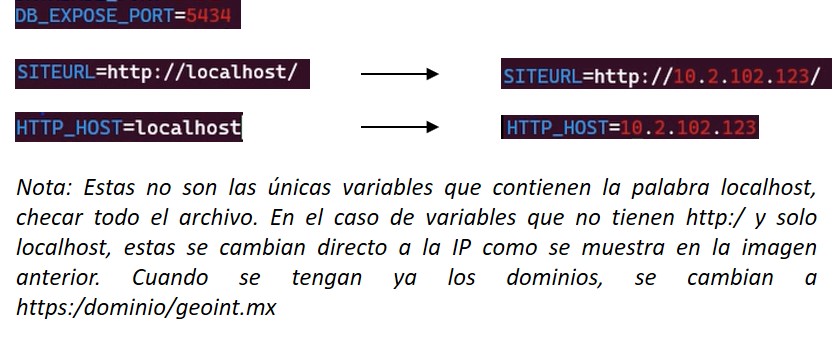 DB_EXPOSE_PORT=5434
SITEURL=http://localhost/
SITEURL=http://10.2.102.123/
HTTP_HOST=localhost
HTTP_HOST=10.2.102.123
Nota: Estas no son las únicas variables que contienen la palabra localhost,
checar todo el archivo. En el caso de variables que no tienen http:/ y solo
localhost, estas se cambian directo a la IP como se muestra en la imagen
anterior. Cuando se tengan ya los dominios, se cambian a
https:/dominio/geoint.mx